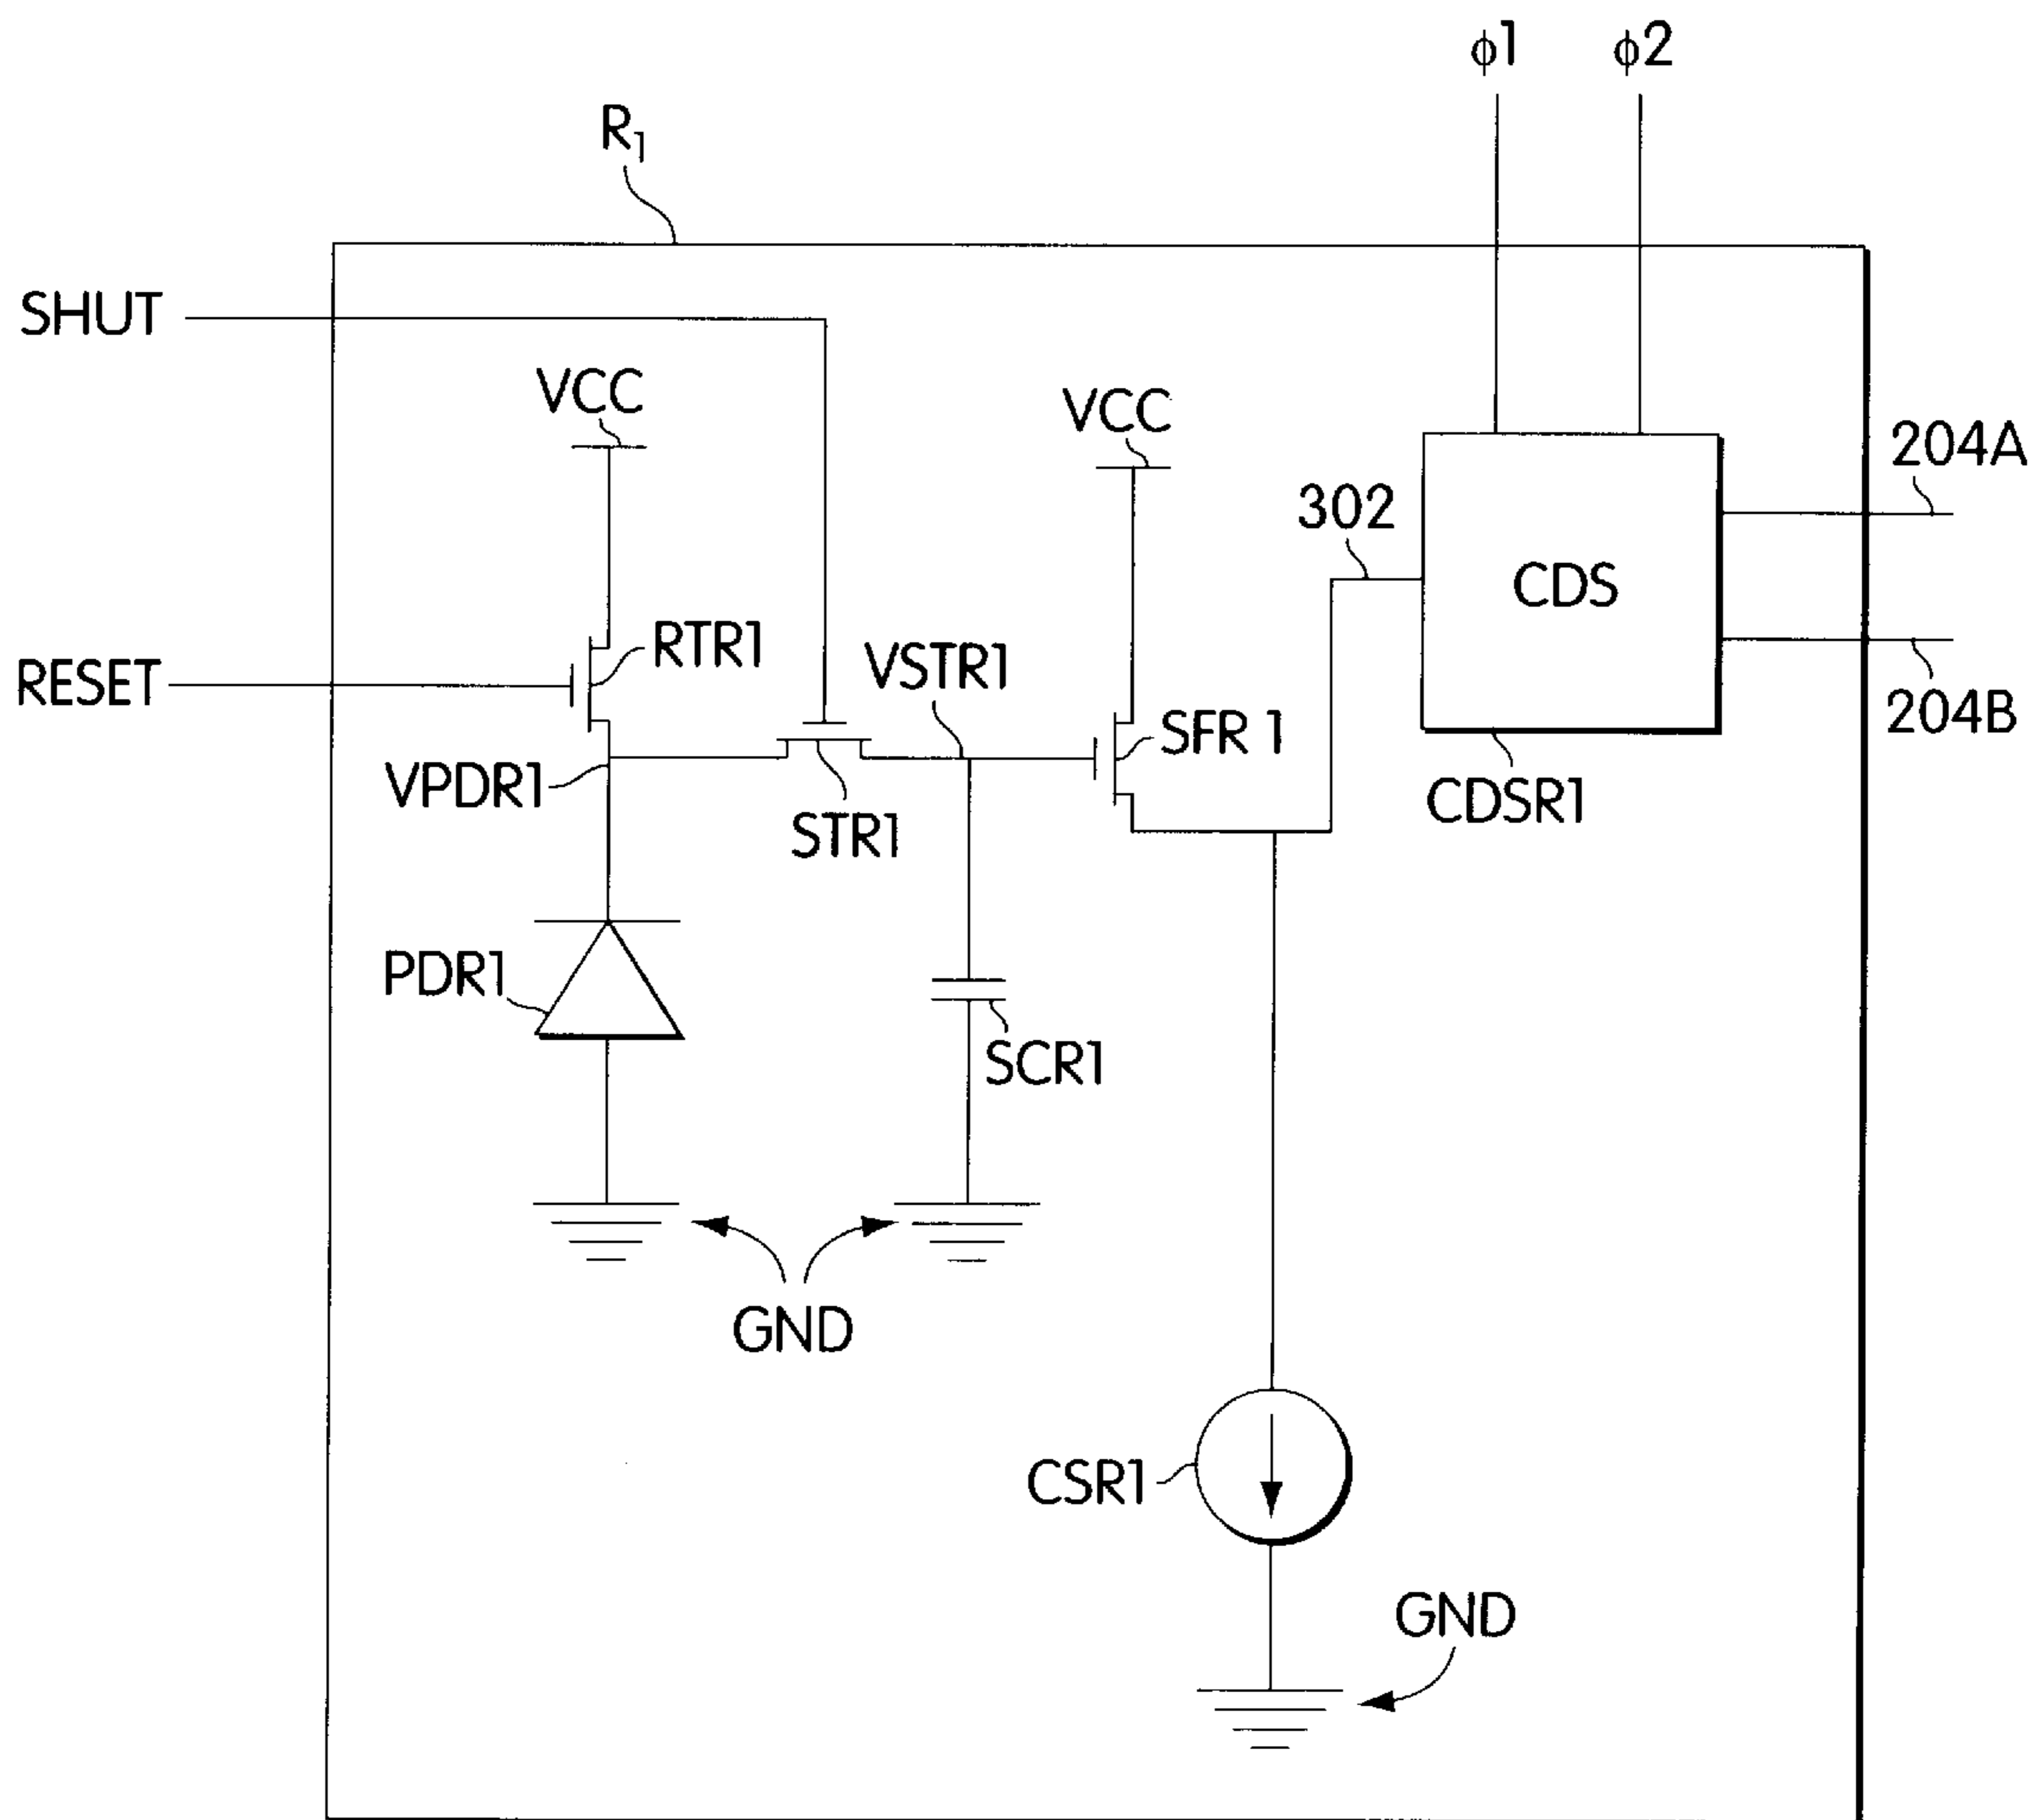 ϕ1
ϕ2
R1
SHUT
VCC
VCC
204A
302
CDS
RTR1
VSTR1
RESET
SFR 1
204B
VPDR1
CDSR1
STR1
PDR1
SCR1
GND
CSR1
GND